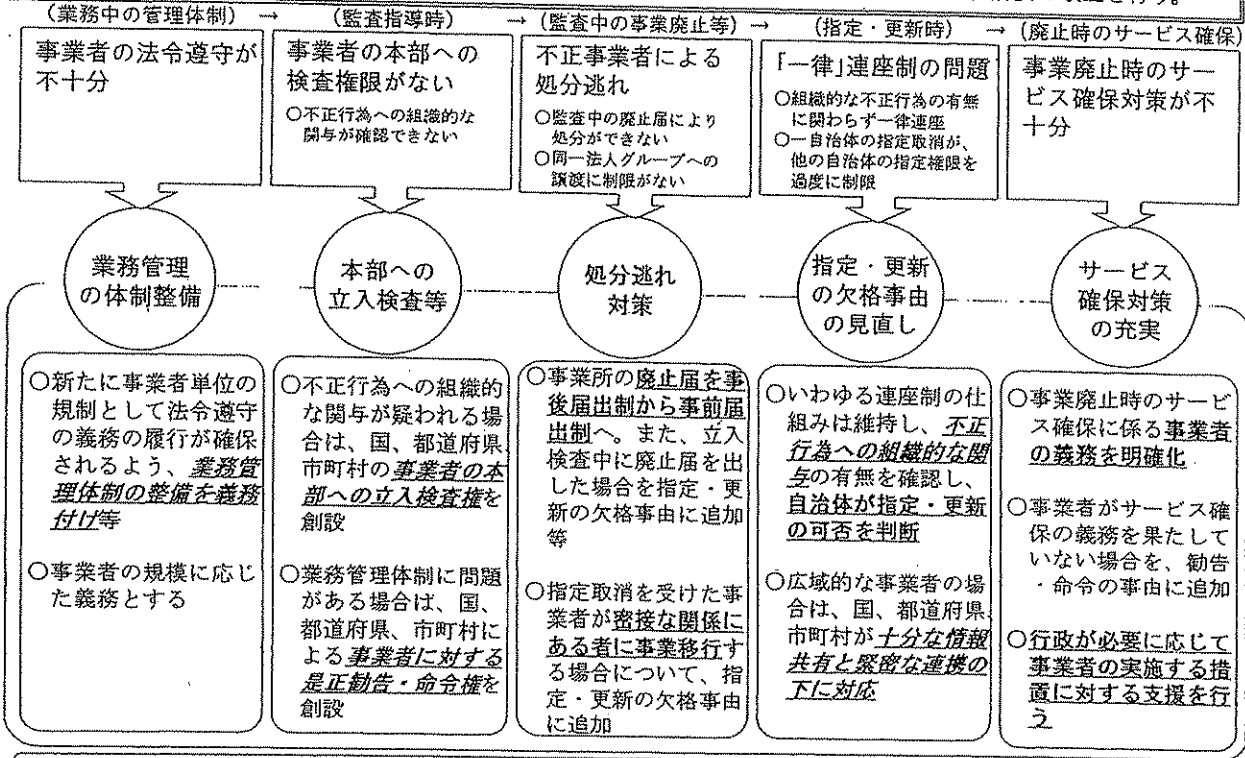 (業務中の管理体制) → (監査指導時) → (監査中の事業廃止等) → (指定・更新時) → (廃止時のサービス確保)
事業者の法令遵守が
不十分
事業者の本部への
検査権限がない
○不正行為への組織的な
関与が確認できない
不正事業者による
処分逃れ
○監査中の廃止届により
処分ができない
○同一法人グループへの
譲渡に制限がない
「一律」連座制の問題
○組織的な不正行為の有無
に関わらず一律連座
○一自治体の指定取消が、
他の自治体の指定権限を
過度に制限
事業廃止時のサー
ビス確保対策が不
十分
業務管理
の体制整備
本部への
立入検査等
処分逃れ
対策
指定・更新
の欠格事由
の見直し
サービス
確保対策
の充実
○新たに事業者単位の
規制として法令遵守
の義務の履行が確保
されるよう、業務管
理体制の整備を義務
付け等
○事業者の規模に応じ
た義務とする
○不正行為への組織的
な関与が疑われる場
合は、国、都道府県、
市町村の事業者の本
部への立入検査権を
創設
○業務管理体制に問題
がある場合は、国、
都道府県、市町村に
よる事業者に対する
是正勧告・命令権を
創設
○事業所の廃止届を事
後届出制から事前届
出制へ。また、立入
検査中に廃止届を出
した場合を指定・更
新の欠格事由に追加
等
○指定取消を受けた事
業者が密接な関係に
ある者に事業移行す
る場合について、指
定・更新の欠格事由
に追加
○いわゆる連座制の仕
組みは維持し、不正
行為への組織的な関
与の有無を確認し、
自治体が指定・更新
の可否を判断
○広域的な事業者の場
合は、国、都道府県、
市町村が十分な情報
共有と緊密な連携の
下に対応
○事業廃止時のサービ
ス確保に係る事業者
の義務を明確化
○事業者がサービス確
保の義務を果たして
いない場合を、勧告
・命令の事由に追加
○行政が必要に応じて
事業者の実施する措
置に対する支援を行
う